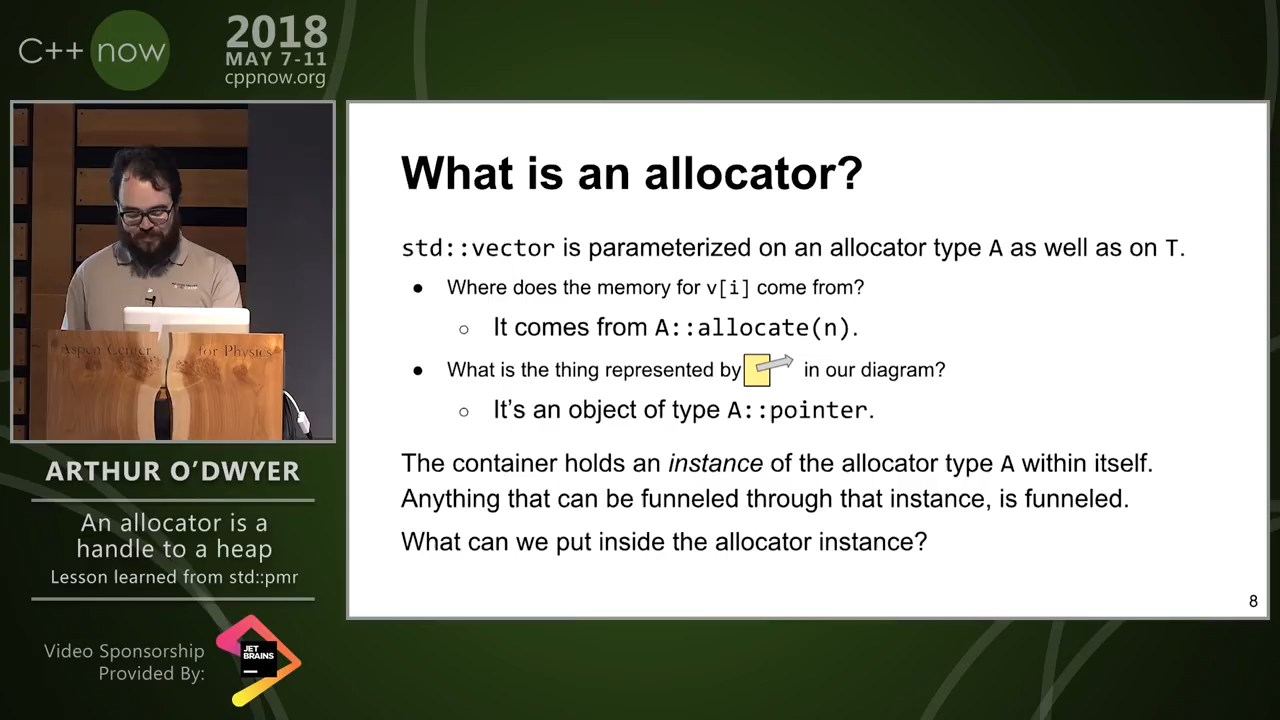 C++ now
2018
MAY 7-11
cppnow.org
Aspen Center for Physics
ARTHUR O'DWYER
An allocator is a
handle to a heap
Lesson learned from std::pmr
Video Sponsorship
Provided By:
JET
BRAINS
What is an allocator?
std::vector is parameterized on an allocator type A as well as on T.
● Where does the memory for v[i] come from?
○ It comes from A::allocate(n).
● What is the thing represented by in our diagram?
○ It's an object of type A::pointer.
The container holds an instance of the allocator type A within itself.
Anything that can be funneled through that instance, is funneled.
What can we put inside the allocator instance?
8